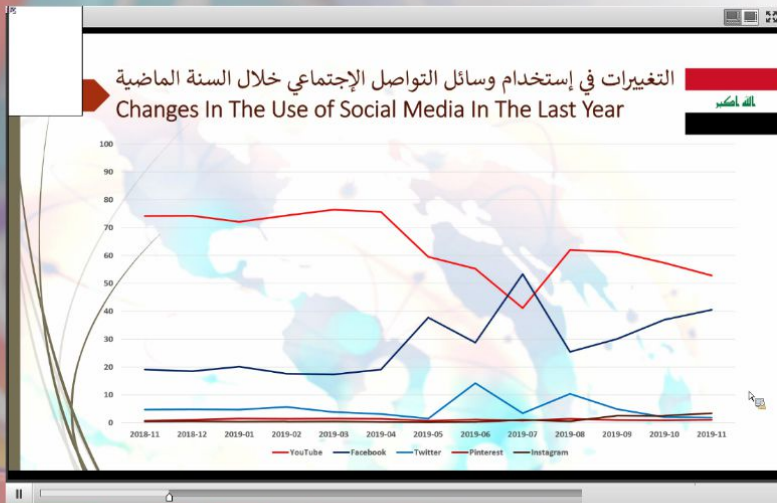 التغييرات في إستخدام وسائل التواصل الإجتماعي خلال السنة الماضية
Changes In The Use of Social Media In The Last Year
الله اكبر
100
90
80
70
60
50
40
30
20
10
0
2018-11 2018-12 2019-01 2019-02 2019-03 2019-04 2019-05 2019-06 2019-07 2019-08 2019-09 2019-10 2019-11
YouTube Facebook Twitter Pinterest Instagram